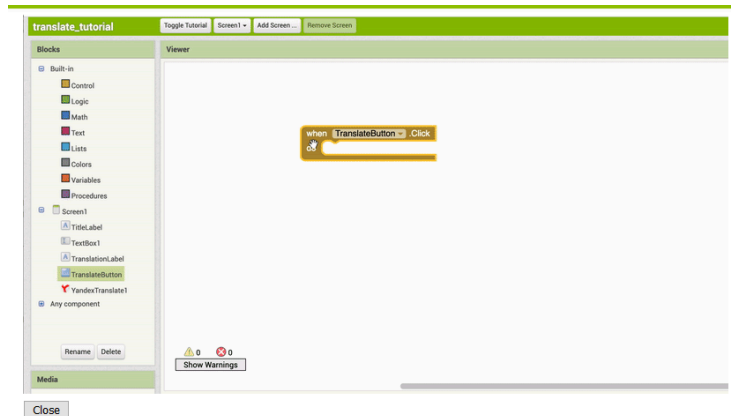 translate_tutorial Toggle Tutorial Screen1 Add Screen ... Remove Screen
Blocks Viewer
Built-in
Control
Logic
Math
Text
Lists
Colors
Variables
Procedures
Screen1
TitleLabel
TextBox1
TranslationLabel
TranslateButton
YandexTranslate1
Any component
Rename Delete
Media
when TranslateButton .Click
do
0 0
Show Warnings
Close